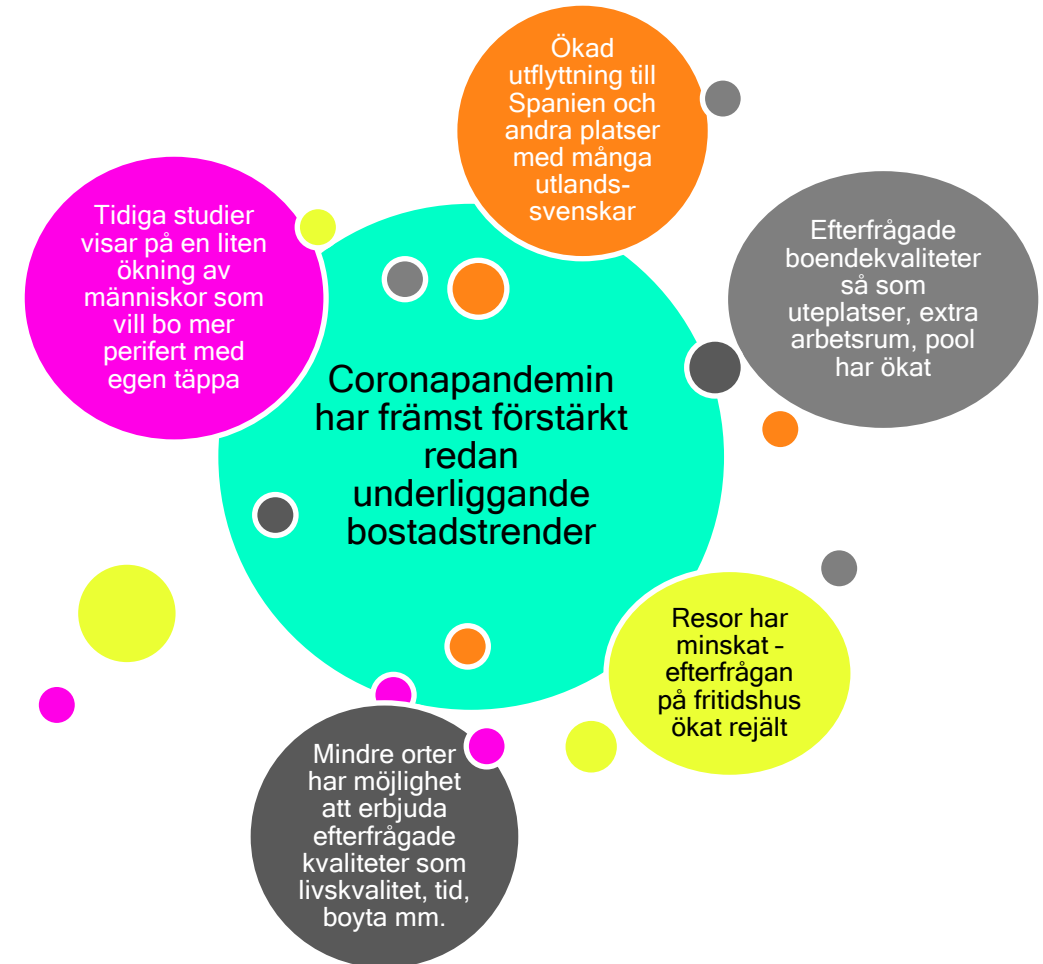 Ökad
utflyttning till
Spanien och
andra platser
med många
utlands-
svenskar
Tidiga studier
visar på en liten
ökning av
människor som
vill bo mer
perifert med
egen täppa
Efterfrågade
boendekvaliteter
så som
uteplatser, extra
arbetsrum, pool
har ökat
Coronapandemin
har främst förstärkt
redan
underliggande
bostadstrender
Resor har
minskat –
efterfrågan
på fritidshus
ökat rejält
Mindre orter
har möjlighet
att erbjuda
efterfrågade
kvaliteter som
livskvalitet, tid,
boyta mm.